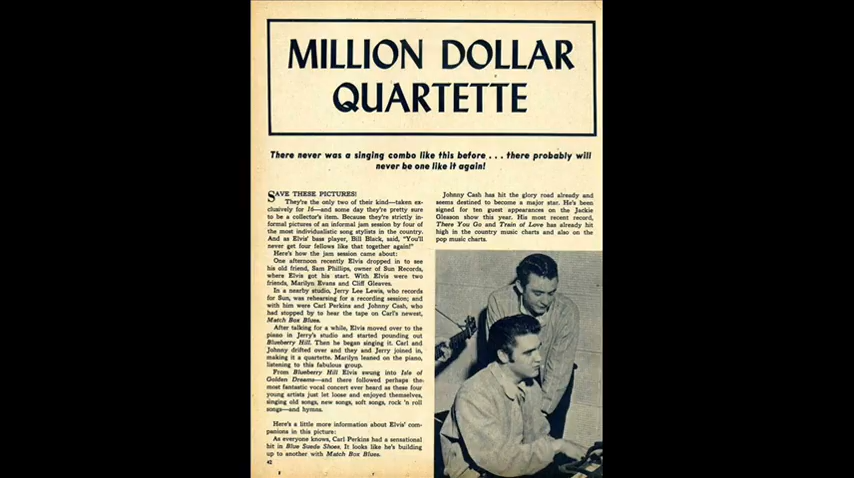 MILLION DOLLAR
QUARTETTE
There never was a singing combo like this before . . . there probably will
never be one like it again!
SAVE THESE PICTURES!
They're the only two of their kind—taken ex-
clusively for 16—and some day they're pretty sure
to be a collector's item. Because they're strictly in-
formal pictures of an informal jam session by four of
the most individualistic song stylists in the country.
And as Elvis' bass player, Bill Black, said, "You'll
never get four fellows like that together again!"
Here's how the jam session came about:
One afternoon recently Elvis dropped in to see
his old friend, Sam Phillips, owner of Sun Records,
where Elvis got his start. With Elvis were two
friends, Marilyn Evans and Cliff Gleaves.
In a nearby studio, Jerry Lee Lewis, who records
for Sun, was rehearsing for a recording session; and
with him were Carl Perkins and Johnny Cash, who
had stopped by to hear the tape on Carl's newest,
Match Box Blues.
After talking for a while, Elvis moved over to the
piano in Jerry's studio and started pounding out
Blueberry Hill. Then he began singing it. Carl and
Johnny drifted over and they and Jerry joined in,
making it a quartette. Marilyn leaned on the piano,
listening to this fabulous group.
From Blueberry Hill Elvis swung into Isle of
Golden Dreams—and there followed perhaps the
most fantastic vocal concert ever heard as these four
young artists just let loose and enjoyed themselves,
singing old songs, new songs, soft songs, rock 'n roll
songs—and hymns.
Here's a little more information about Elvis' com-
panions in this picture:
As everyone knows, Carl Perkins had a sensational
hit in Blue Suede Shoes. It looks like he's building
up to another with Match Box Blues.
42
Johnny Cash has hit the glory road already and
seems destined to become a major star. He's been
signed for ten guest appearances on the Jackie
Gleason show this year. His most recent record,
There You Go and Train of Love has already hit
high in the country music charts and also on the
pop music charts.